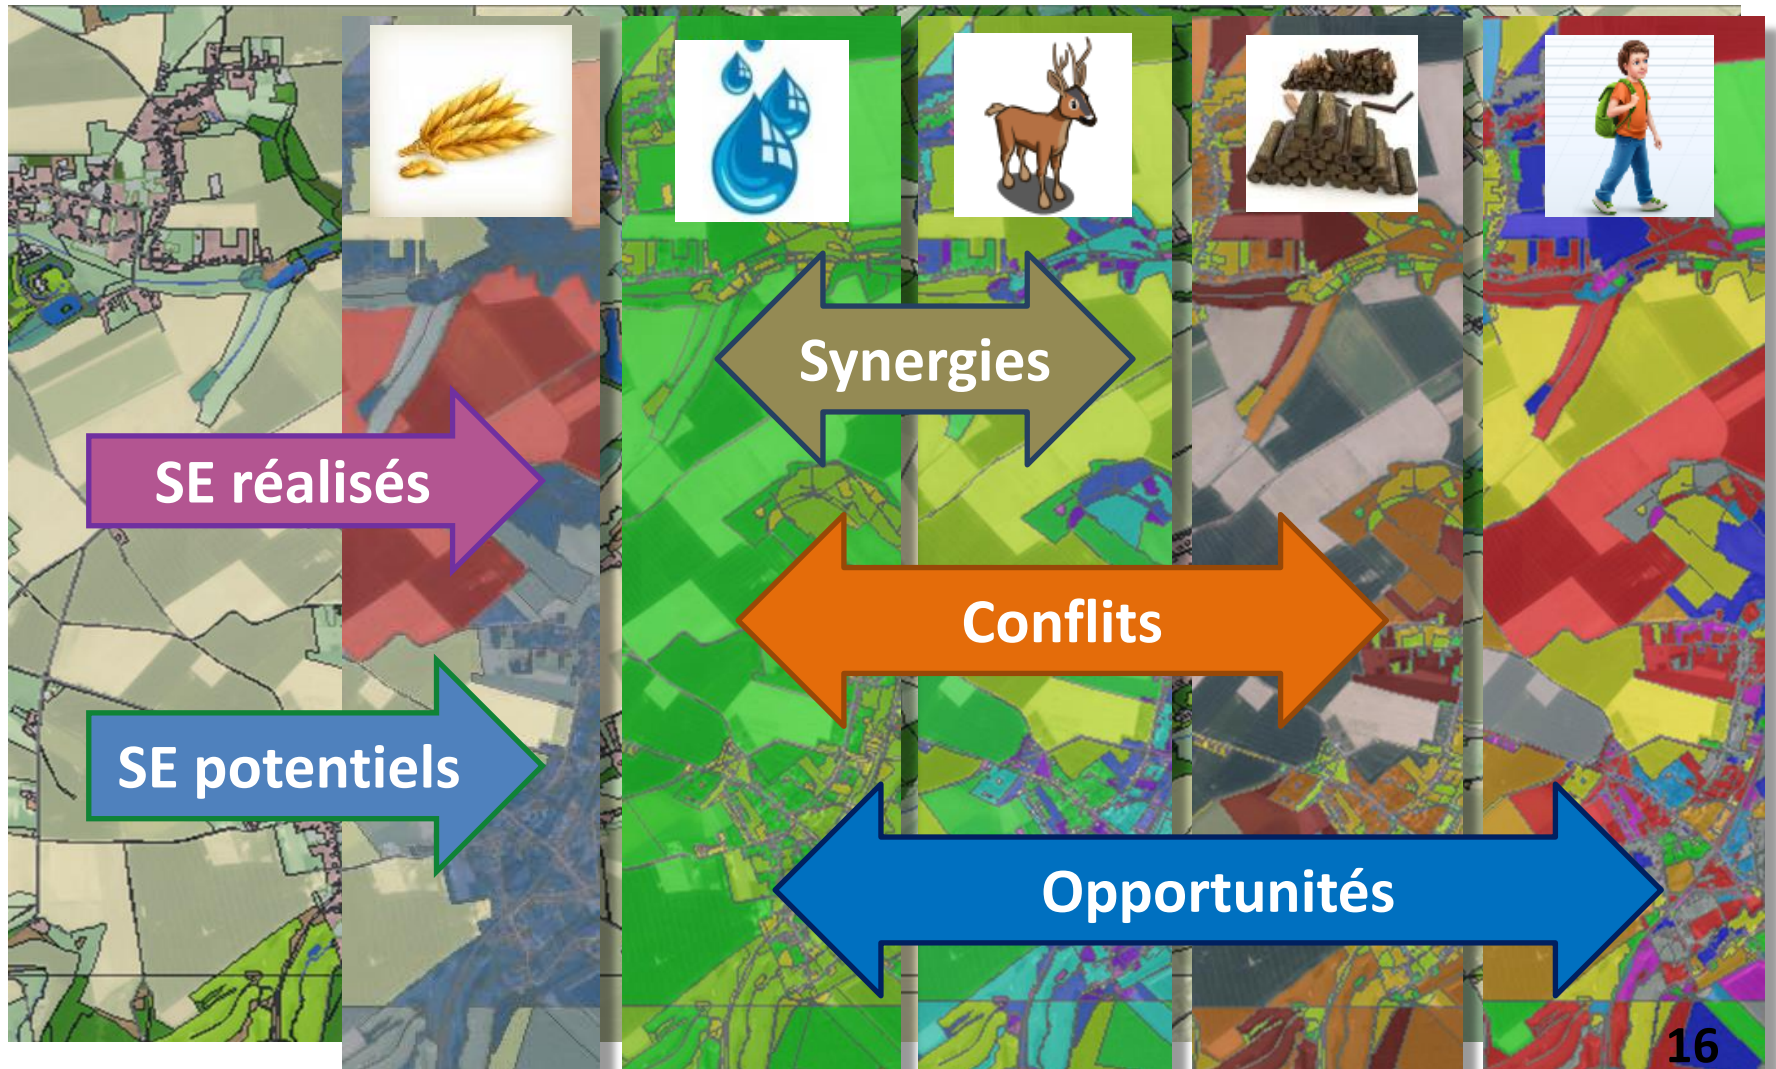 Synergies
SE réalisés
Conflits
SE potentiels
Opportunités
16